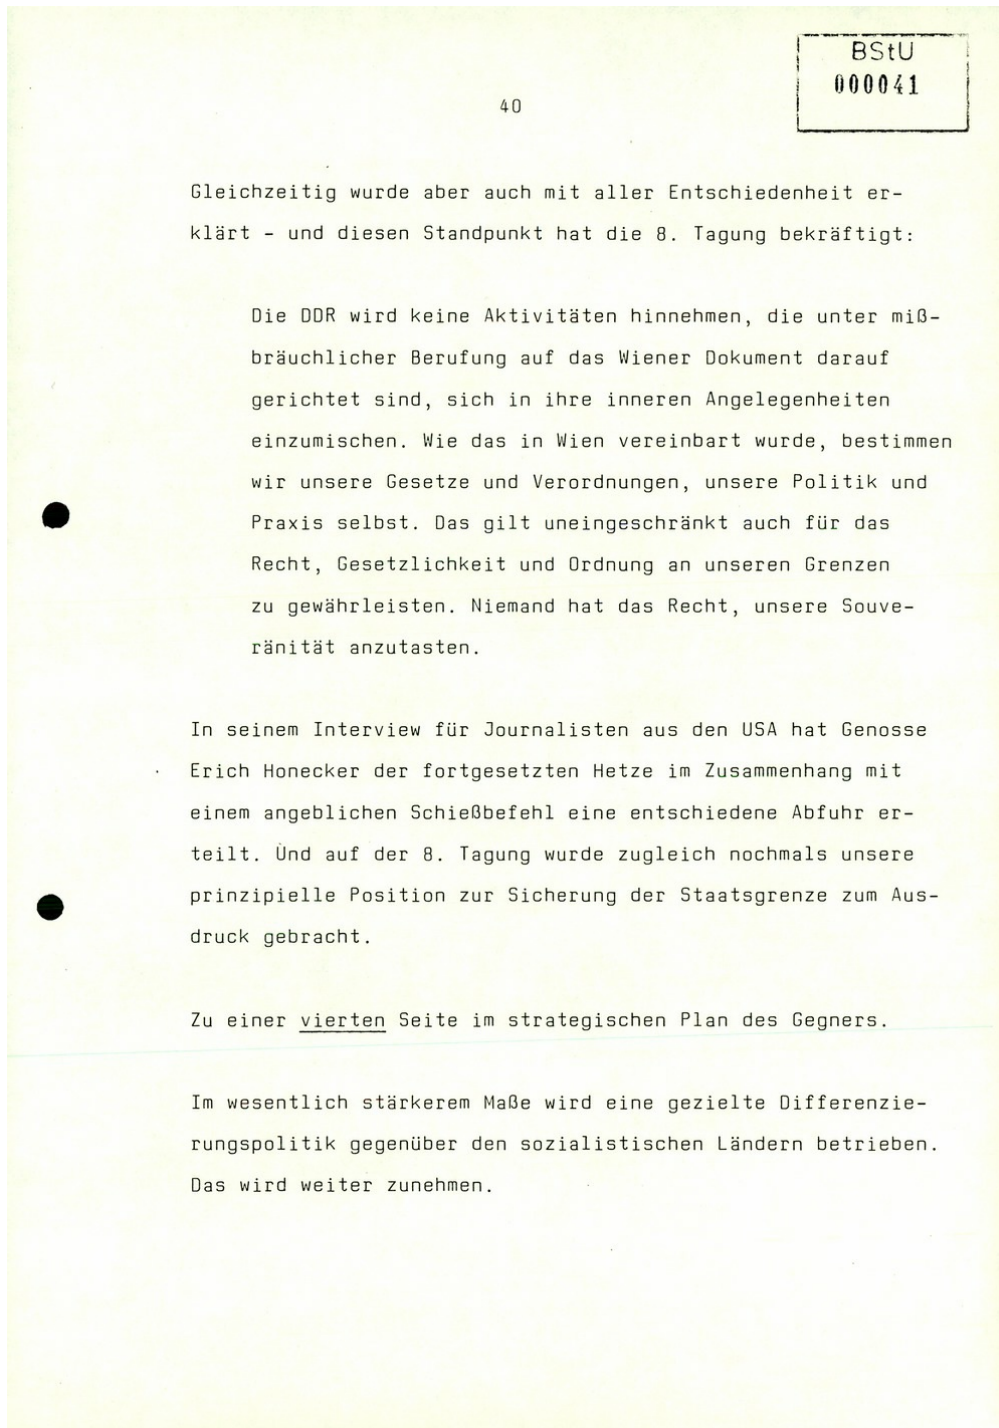 BStU
000041
40
Gleichzeitig wurde aber auch mit aller Entschiedenheit er-
klärt - und diesen Standpunkt hat die 8. Tagung bekräftigt:
Die DDR wird keine Aktivitäten hinnehmen, die unter miß-
bräuchlicher Berufung auf das Wiener Dokument darauf
gerichtet sind, sich in ihre inneren Angelegenheiten
einzumischen. Wie das in Wien vereinbart wurde, bestimmen
wir unsere Gesetze und Verordnungen, unsere Politik und
Praxis selbst. Das gilt uneingeschränkt auch für das
Recht, Gesetzlichkeit und Ordnung an unseren Grenzen
zu gewährleisten. Niemand hat das Recht, unsere Souve-
ränität anzutasten.
In seinem Interview für Journalisten aus den USA hat Genosse
Erich Honecker der fortgesetzten Hetze im Zusammenhang mit
einem angeblichen Schießbefehl eine entschiedene Abfuhr er-
teilt. Und auf der 8. Tagung wurde zugleich nochmals unsere
prinzipielle Position zur Sicherung der Staatsgrenze zum Aus-
druck gebracht.
Zu einer vierten Seite im strategischen Plan des Gegners.
Im wesentlich stärkerem Maße wird eine gezielte Differenzie-
rungspolitik gegenüber den sozialistischen Ländern betrieben.
Das wird weiter zunehmen.